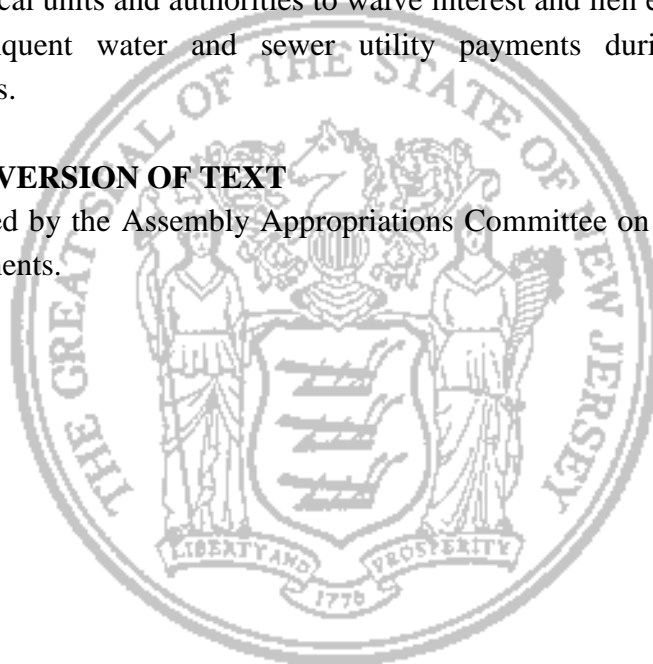 cal units and authorities to waive interest and lien e
quent water and sewer utility payments duri
s.
VERSION OF TEXT
ed by the Assembly Appropriations Committee on
nents.
THE GREAT SEAL OF THE STATE OF NEW JERSEY
LIBERTY AND PROSPERITY
1776